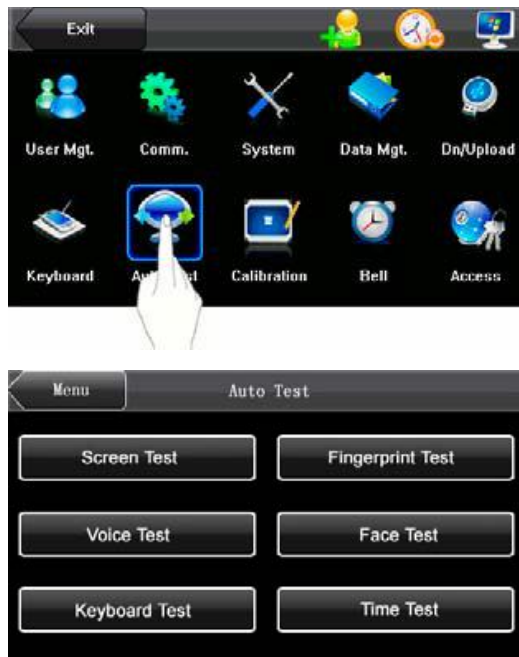 Exit
User Mgt. Comm. System Data Mgt. Dn/Upload
Keyboard Calibration Bell Access
Menu Auto Test
Screen Test Fingerprint Test
Voice Test Face Test
Keyboard Test Time Test